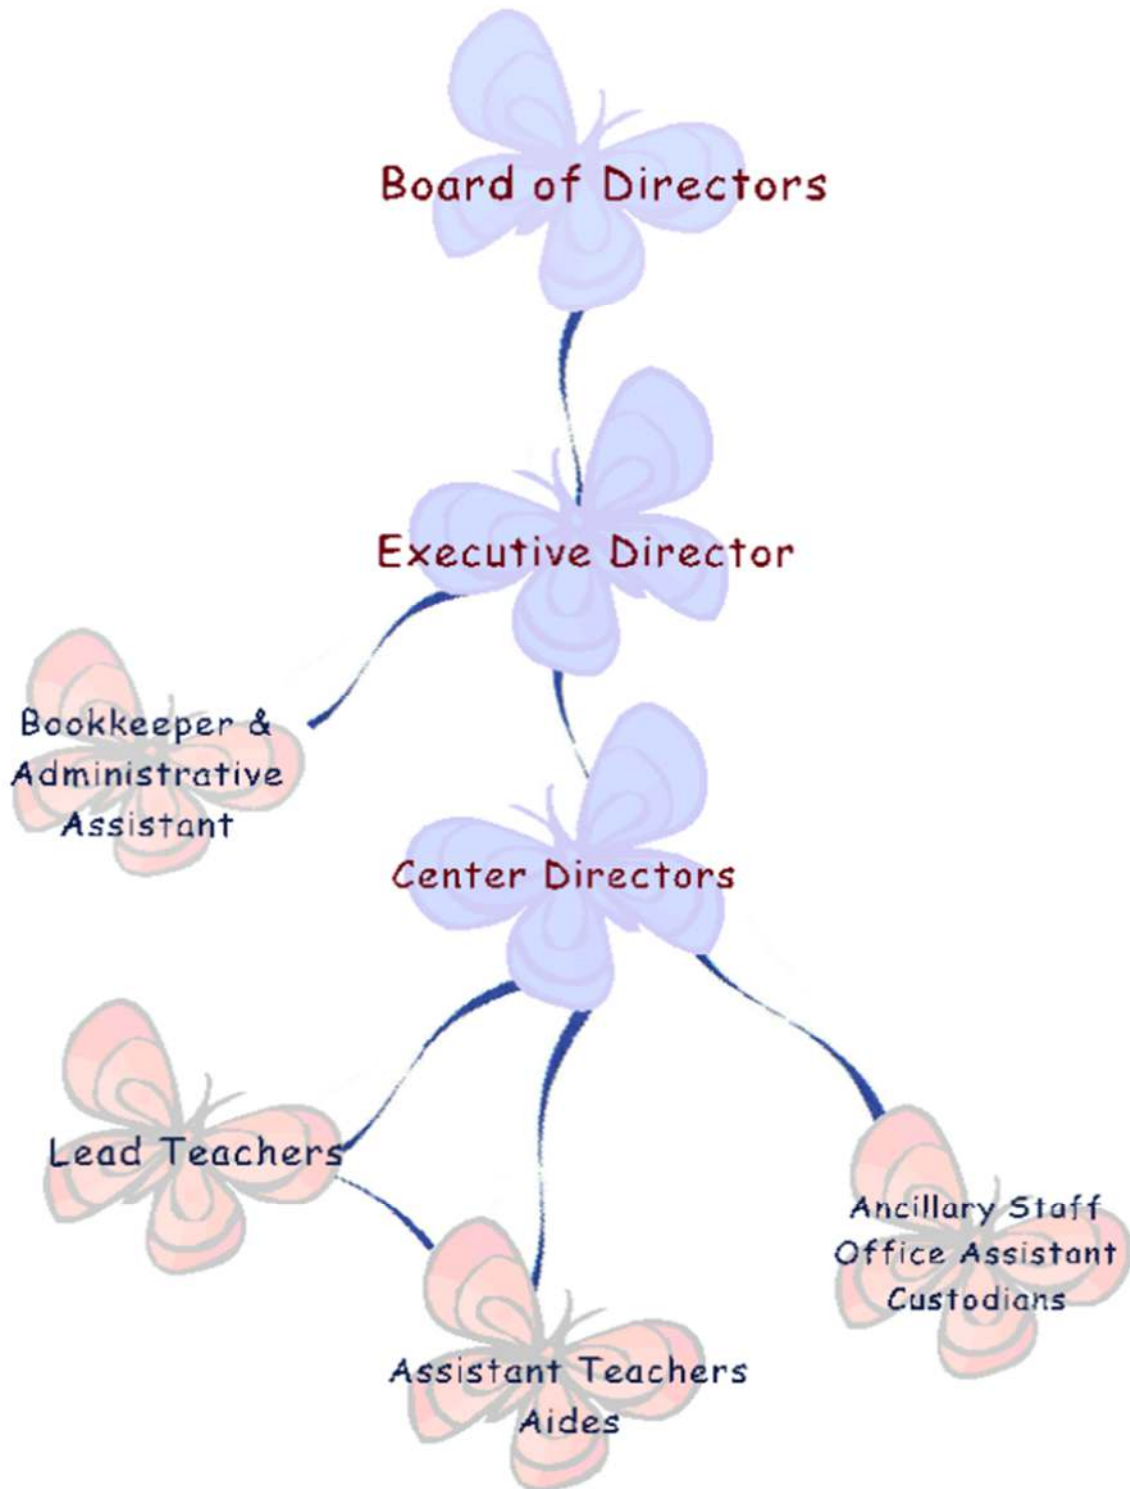 Board of Directors
Executive Director
Bookkeeper &
Administrative
Assistant
Center Directors
Lead Teachers
Ancillary Staff
Office Assistant
Custodians
Assistant Teachers
Aides